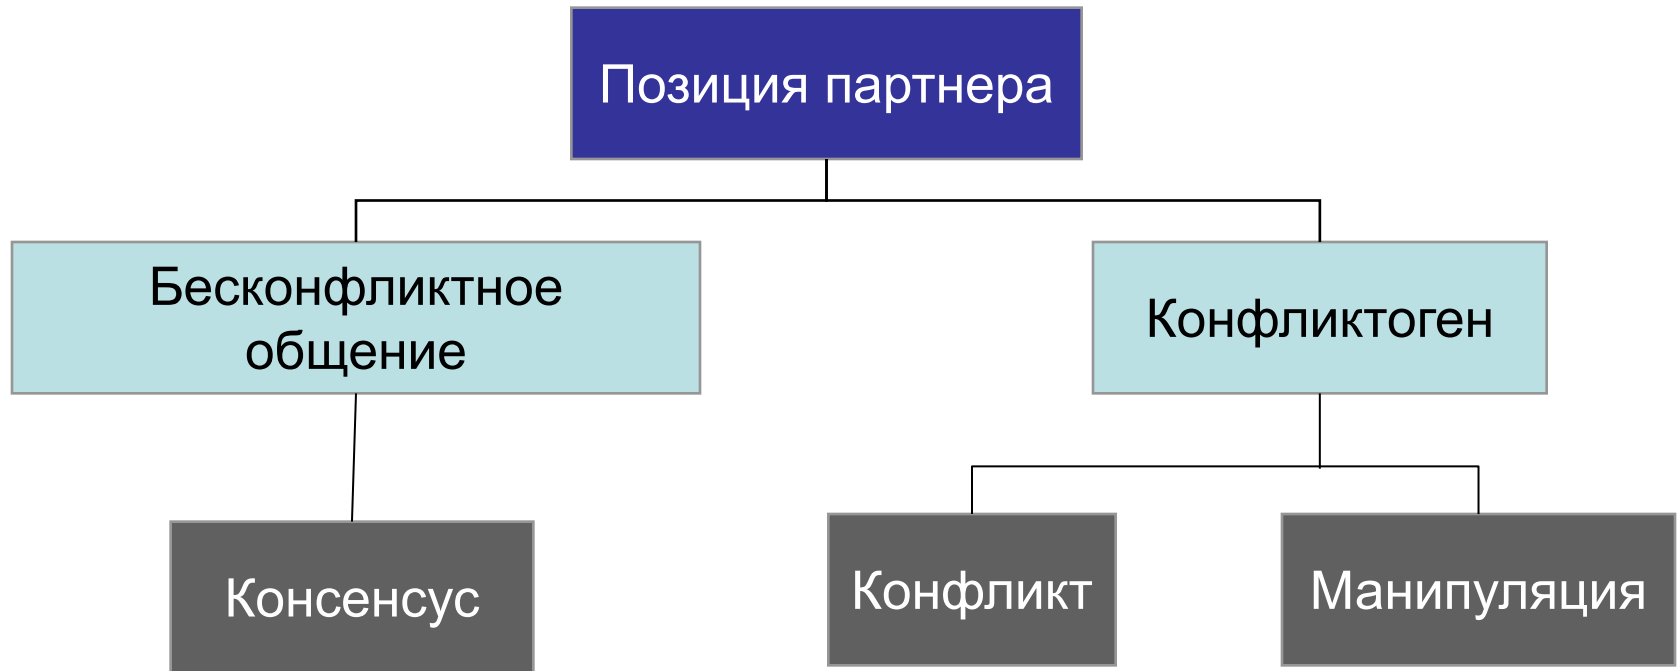 Позиция партнера
Бесконфликтное
общение
Конфликтоген
Консенсус
Конфликт
Манипуляция